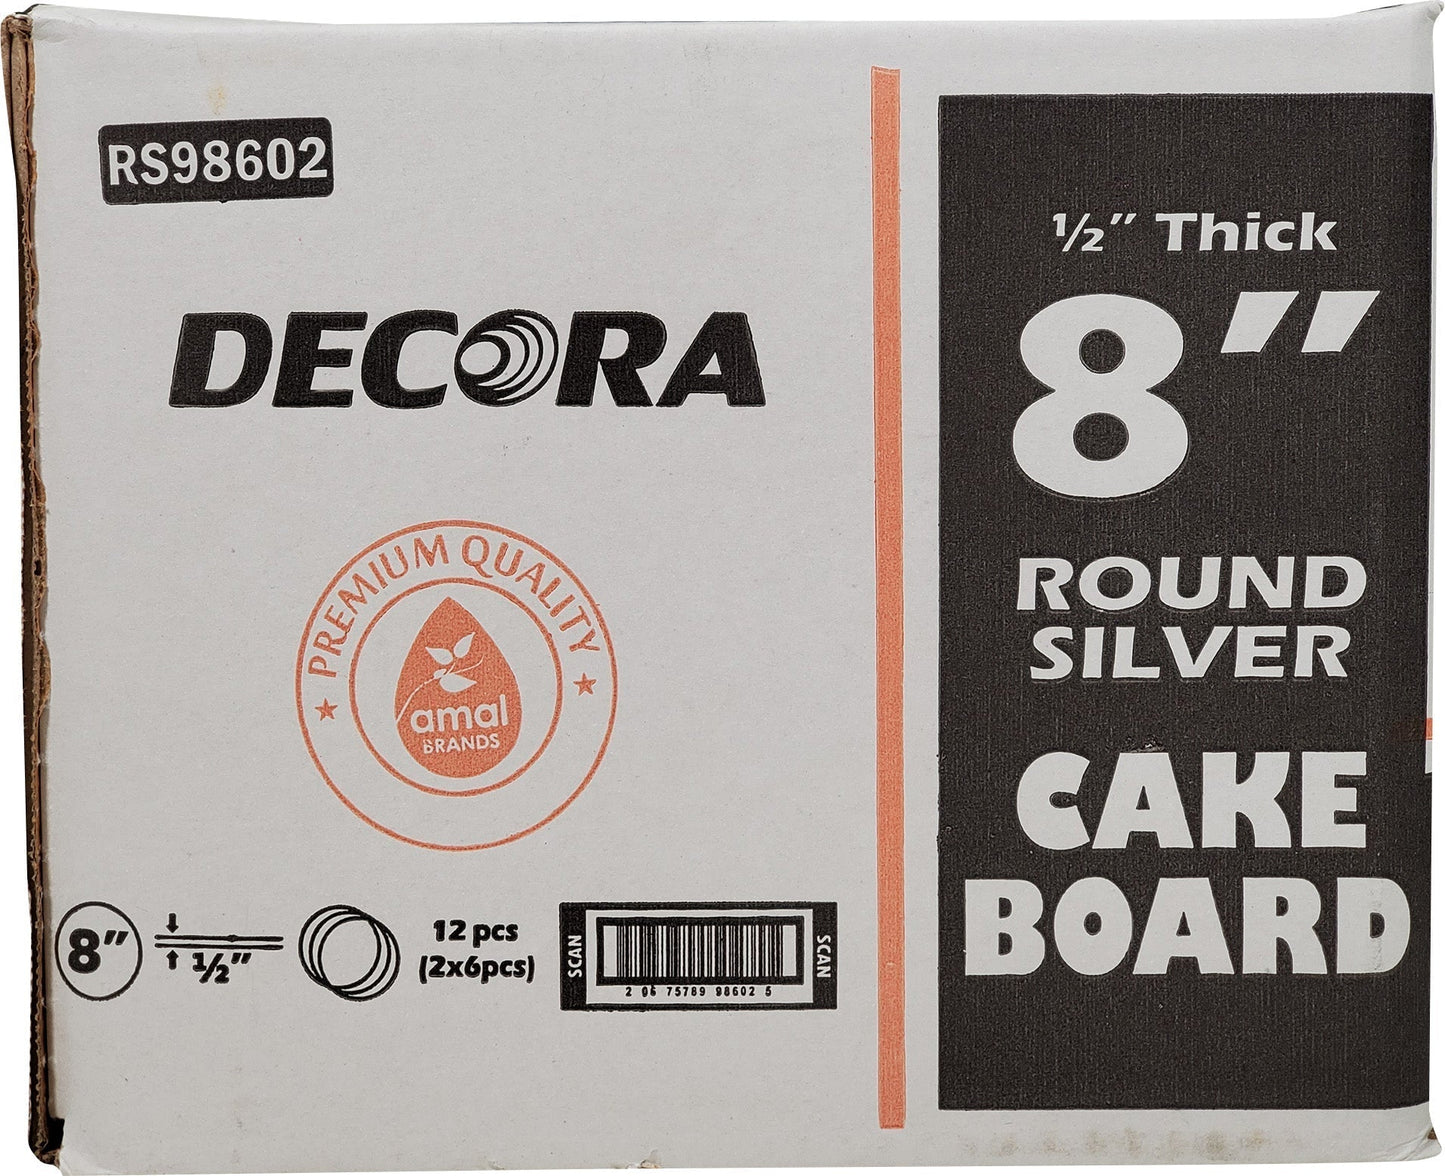 RS98602
DECORA
PREMIUM QUALITY
amal
BRANDS
8"
1/2"
12 pcs
(2x6pcs)
SCAN
SCAN
2 06 75789 98602 5
½" Thick
8"
ROUND
SILVER
CAKE
BOARD